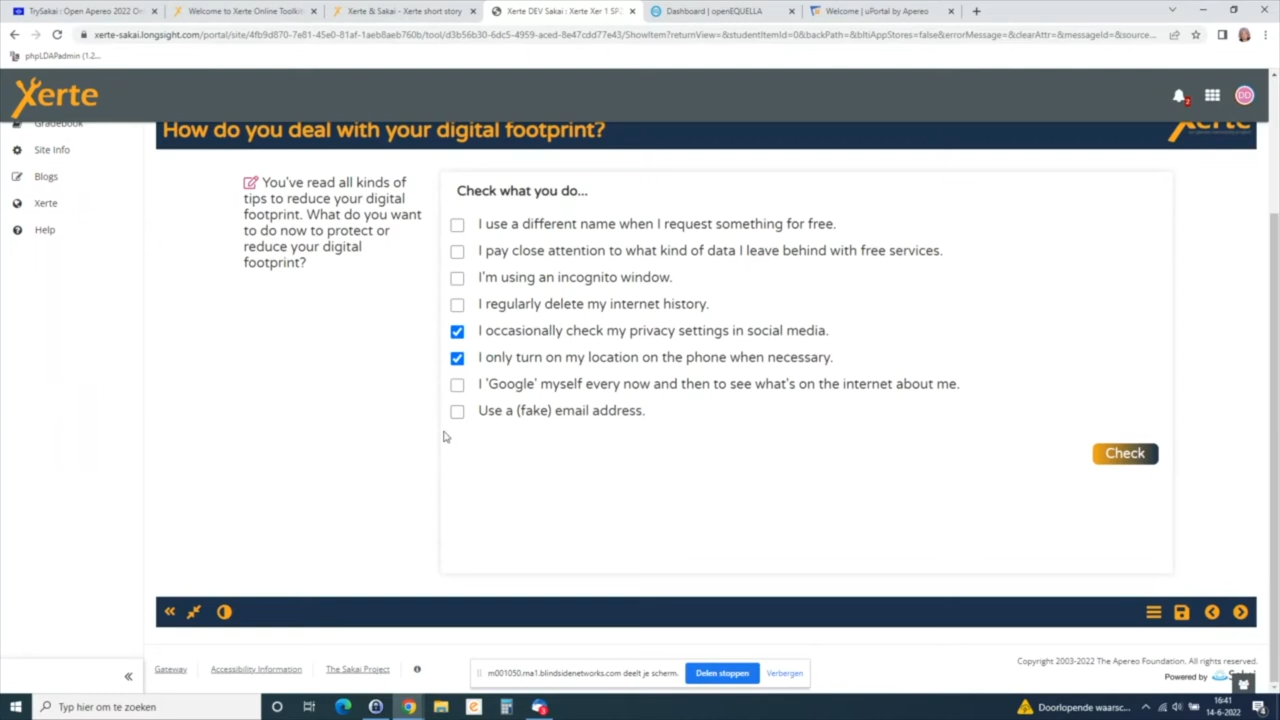 TrySakai : Open Apereo 2022 On
Welcome to Xerte Online Toolkit
Xerte & Sakai - Xerte short story
Xerte DEV Sakai : Xerte Xer 1 SP2
Dashboard | openEQUELLA
Welcome | uPortal by Apereo
xerte-sakai.longsight.com/portal/site/4fb9d870-7e81-45e0-81af-1aeb8aeb760b/tool/d3b56b30-6dc5-4959-aced-8e47cdd77e43/ShowItem?returnView=&studentItemId=0&backPath=&bltiAppStores=false&errorMessage=&clearAttr=&messageId=&source...
phpLDAPadmin (1.2...
Xerte
2
DD
Gradebook
Site Info
Blogs
Xerte
Help
How do you deal with your digital footprint?
Xerte
You've read all kinds of
tips to reduce your digital
footprint. What do you want
to do now to protect or
reduce your digital
footprint?
Check what you do...
I use a different name when I request something for free.
I pay close attention to what kind of data I leave behind with free services.
I'm using an incognito window.
I regularly delete my internet history.
I occasionally check my privacy settings in social media.
I only turn on my location on the phone when necessary.
I 'Google' myself every now and then to see what's on the internet about me.
Use a (fake) email address.
Check
Gateway
Accessibility Information
The Sakai Project
Copyright 2003-2022 The Apereo Foundation. All rights reserved.
Powered by
m001050.rna1.blindsidenetworks.com deelt je scherm.
Delen stoppen
Verbergen
Typ hier om te zoeken
Doorlopende waarsc...
16:41
14-6-2022
4